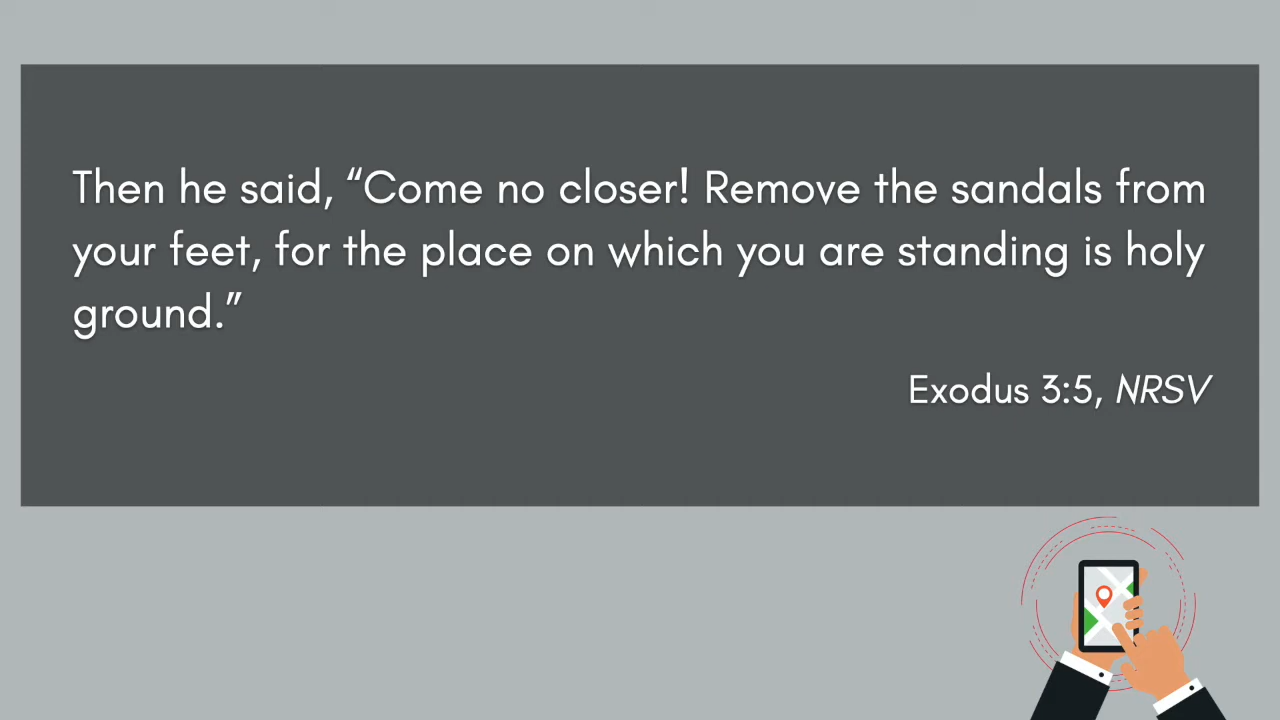 Then he said, “Come no closer! Remove the sandals from
your feet, for the place on which you are standing is holy
ground.”
Exodus 3:5, NRSV